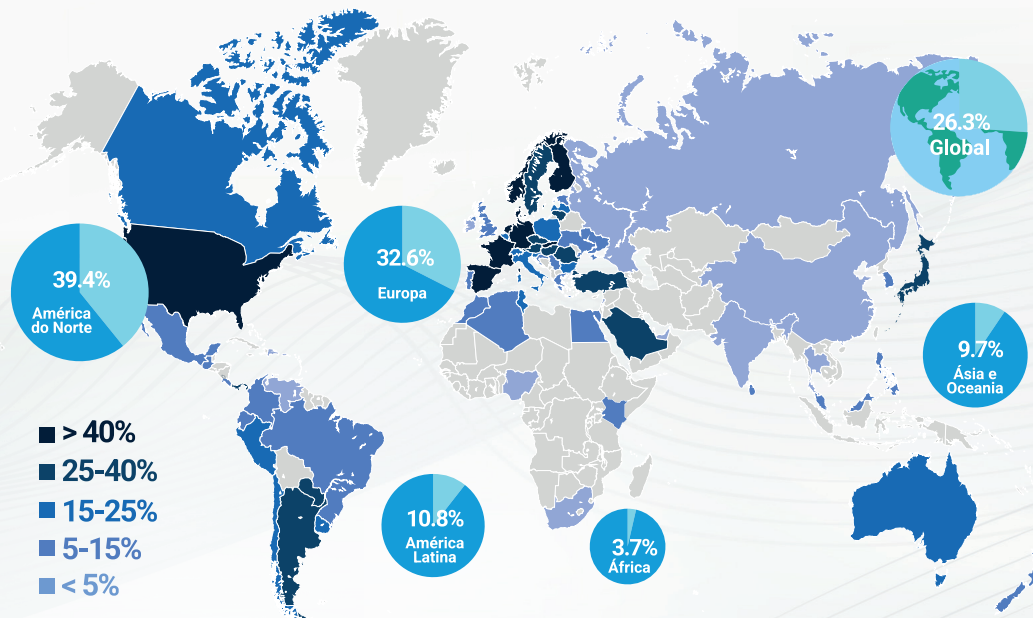 26.3%
Global
39.4%
América
do Norte
32.6%
Europa
9.7%
Ásia e
Oceania
10.8%
América
Latina
3.7%
África
> 40%
25-40%
15-25%
5-15%
< 5%